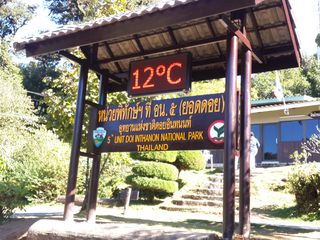 12°C
หน่วยพิทักษ์ฯ ที่ อน. ๕ (ยอดดอย)
อุทยานแห่งชาติดอยอินทนนท์
5th UNIT DOI INTHANON NATIONAL PARK
THAILAND